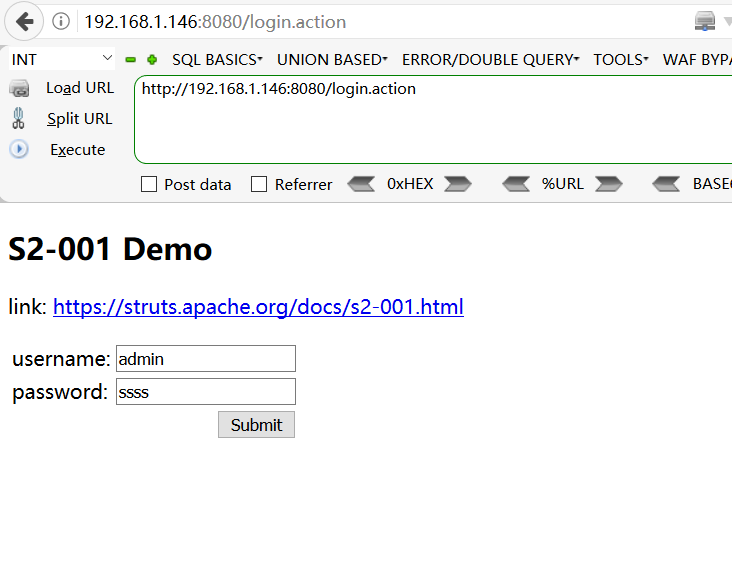 192.168.1.146:8080/login.action
INT SQL BASICS UNION BASED ERROR/DOUBLE QUERY TOOLS WAF BYPA
Load URL http://192.168.1.146:8080/login.action
Split URL
Execute
Post data Referrer 0xHEX %URL BASE6
S2-001 Demo
link: https://struts.apache.org/docs/s2-001.html
username: admin
password: ssss
Submit